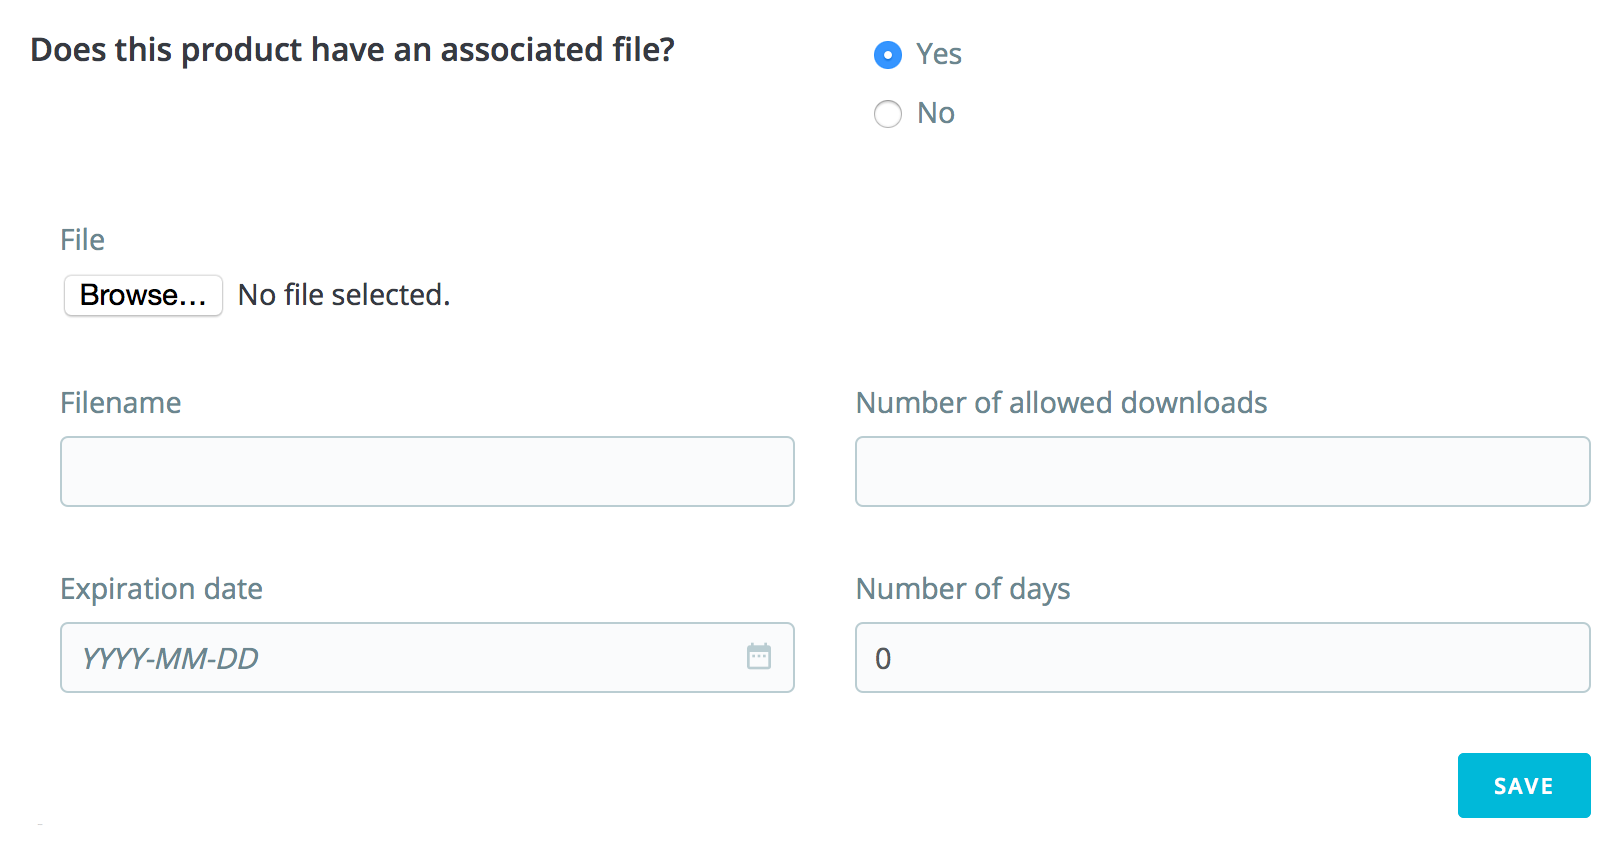 Does this product have an associated file?
Yes
No
File
Browse... No file selected.
Filename
Number of allowed downloads
Expiration date
Number of days
YYYY-MM-DD
0
SAVE